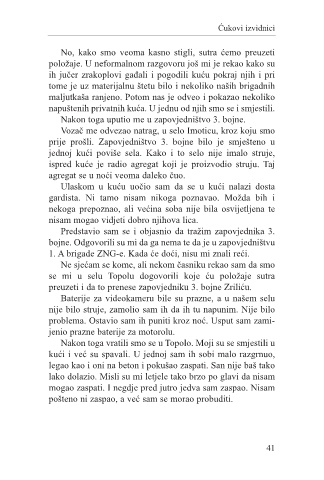 Ćukovi izvidnici
No, kako smo veoma kasno stigli, sutra ćemo preuzeti
položaje. U neformalnom razgovoru još mi je rekao kako su
ih jučer zrakoplovi gađali i pogodili kuću pokraj njih i pri
tome je uz materijalnu štetu bilo i nekoliko naših brigadnih
maljutkaša ranjeno. Potom nas je odveo i pokazao nekoliko
napuštenih privatnih kuća. U jednu od njih smo se i smjestili.
Nakon toga uputio me u zapovjedništvo 3. bojne.
Vozač me odvezao natrag, u selo Imoticu, kroz koju smo
prije prošli. Zapovjedništvo 3. bojne bilo je smješteno u
jednoj kući poviše sela. Kako i to selo nije imalo struje,
ispred kuće je radio agregat koji je proizvodio struju. Taj
agregat se u noći veoma daleko čuo.
Ulaskom u kuću uočio sam da se u kući nalazi dosta
gardista. Ni tamo nisam nikoga poznavao. Možda bih i
nekoga prepoznao, ali većina soba nije bila osvijetljena te
nisam mogao vidjeti dobro njihova lica.
Predstavio sam se i objasnio da tražim zapovjednika 3.
bojne. Odgovorili su mi da ga nema te da je u zapovjedništvu
1. A brigade ZNG-e. Kada će doći, nisu mi znali reći.
Ne sjećam se kome, ali nekom časniku rekao sam da smo
se mi u selu Topolu dogovorili koje ću položaje sutra
preuzeti i da to prenese zapovjedniku 3. bojne Zriliću.
Baterije za videokameru bile su prazne, a u našem selu
nije bilo struje, zamolio sam ih da ih tu napunim. Nije bilo
problema. Ostavio sam ih puniti kroz noć. Usput sam zami-
jenio prazne baterije za motorolu.
Nakon toga vratili smo se u Topolo. Moji su se smjestili u
kući i već su spavali. U jednoj sam ih sobi malo razgrnuo,
legao kao i oni na beton i pokušao zaspati. San nije baš tako
lako dolazio. Misli su mi letjele tako brzo po glavi da nisam
mogao zaspati. I negdje pred jutro jedva sam zaspao. Nisam
pošteno ni zaspao, a već sam se morao probuditi.
41